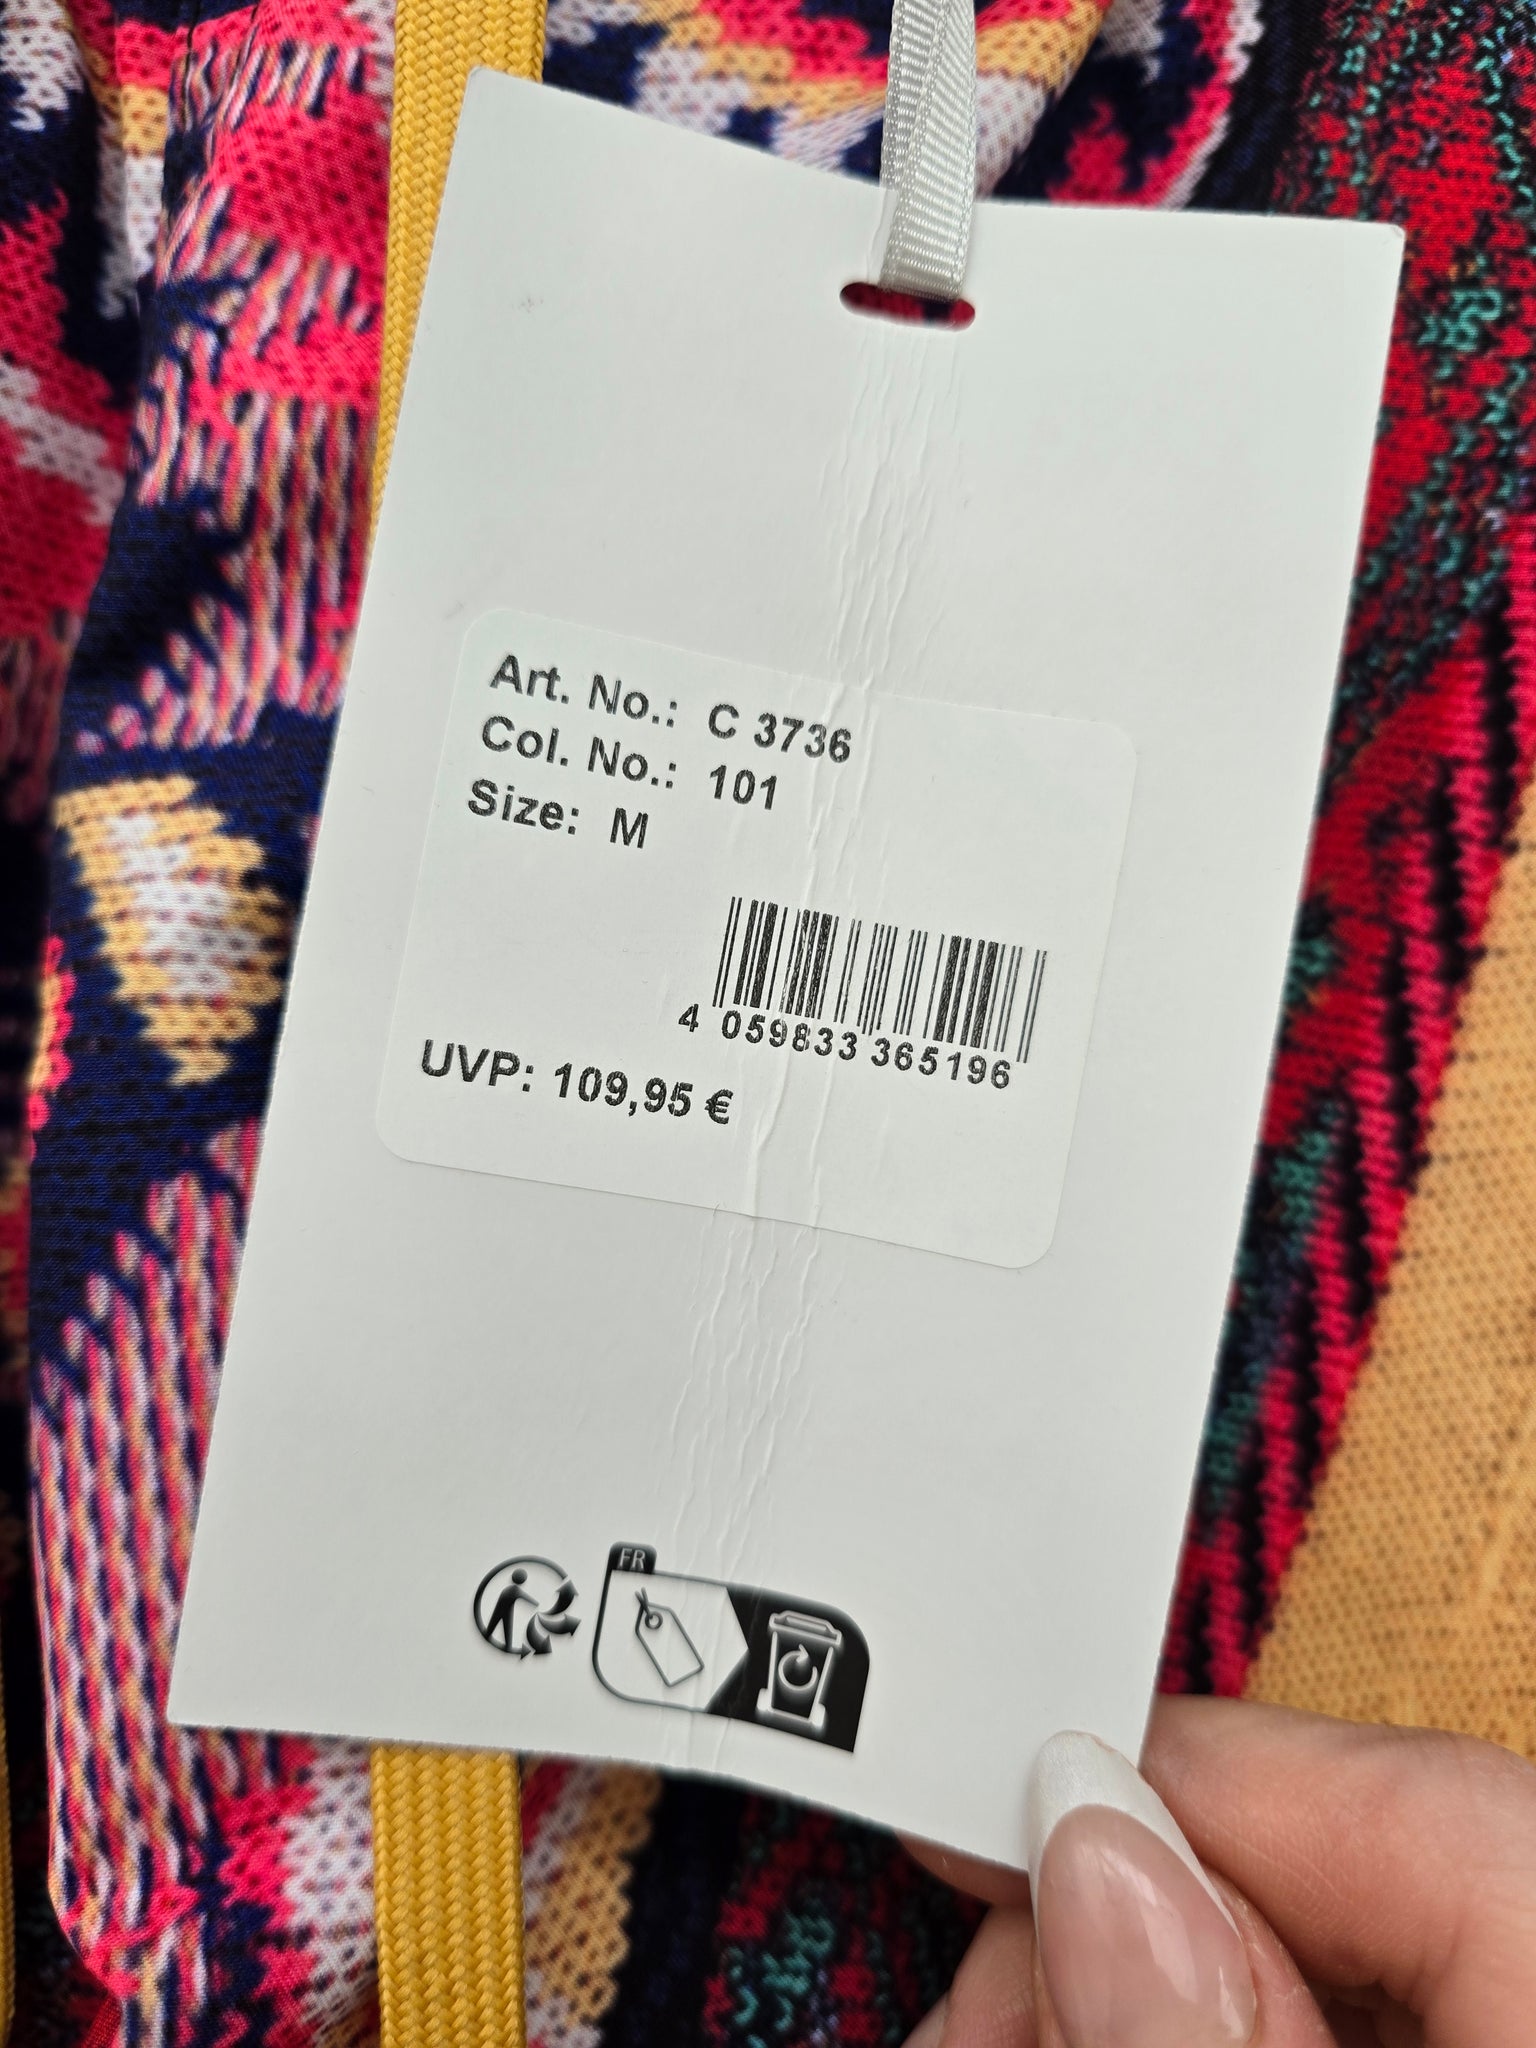 Art. No.: C 3736
Col. No.: 101
Size: M
4 059833 365196
UVP: 109,95 €
FR